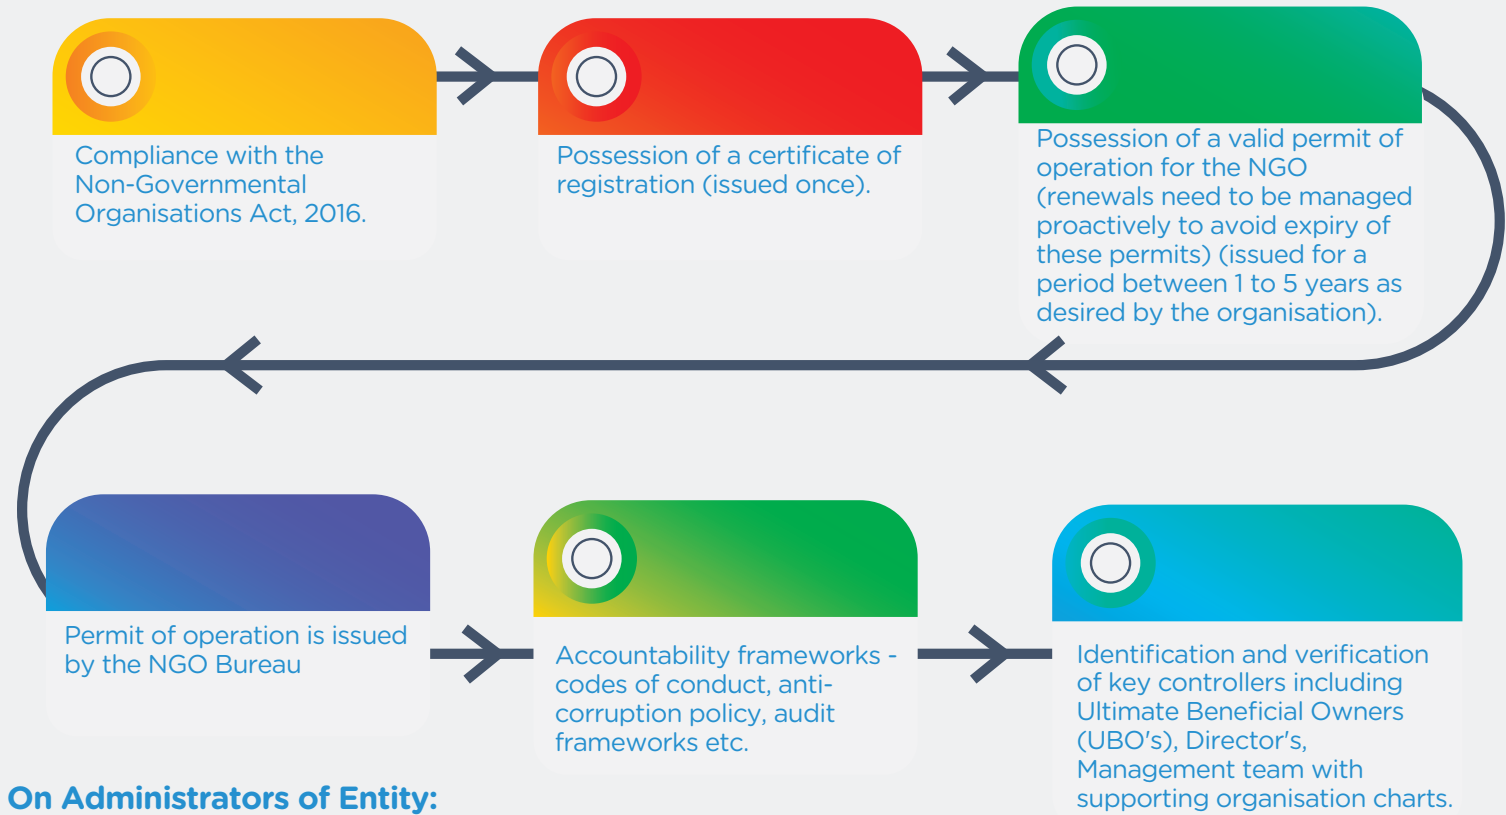 Compliance with the
Non-Governmental
Organisations Act, 2016.
Possession of a certificate of
registration (issued once).
Possession of a valid permit of
operation for the NGO
(renewals need to be managed
proactively to avoid expiry of
these permits) (issued for a
period between 1 to 5 years as
desired by the organisation).
Permit of operation is issued
by the NGO Bureau
Accountability frameworks -
codes of conduct, anti-
corruption policy, audit
frameworks etc.
Identification and verification
of key controllers including
Ultimate Beneficial Owners
(UBO's), Director's,
Management team with
supporting organisation charts.
On Administrators of Entity: